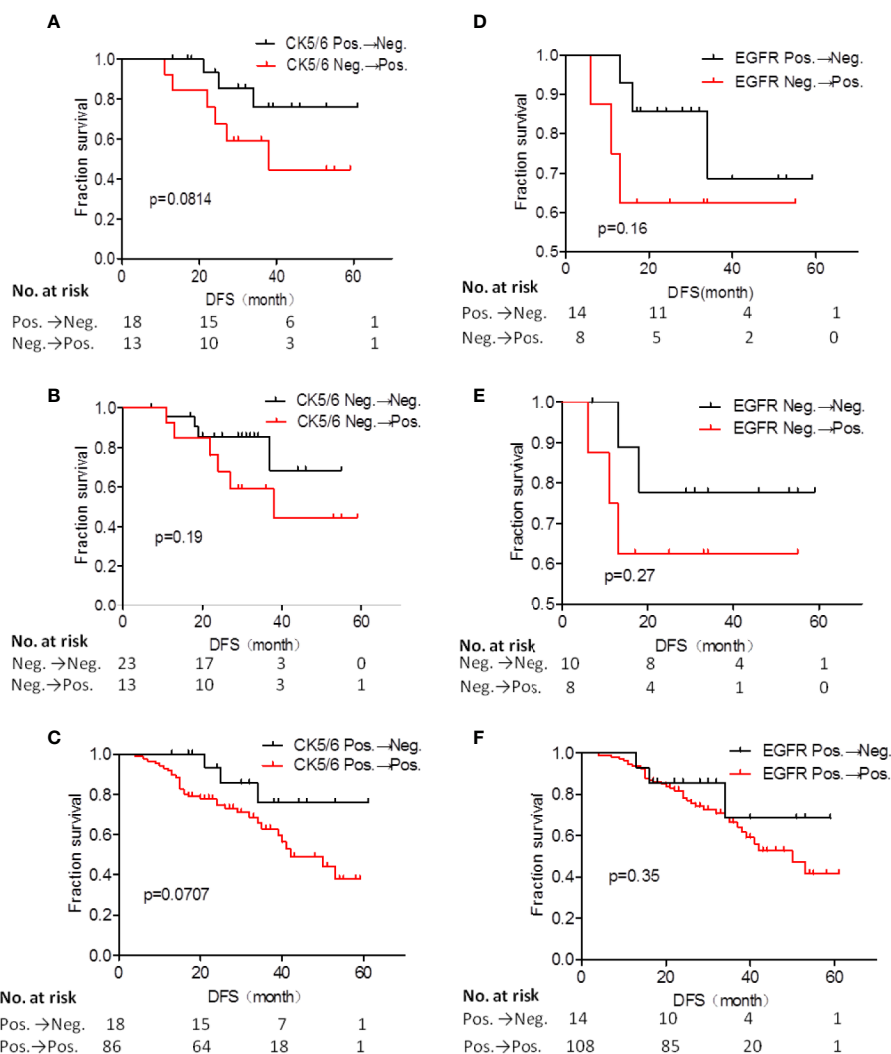 A
CK5/6 Pos.→Neg.
CK5/6 Neg.→Pos.
1.0
0.8
0.6
0.4
0.2
0.0
Fraction survival
p=0.0814
0 20 40 60
DFS（month）
No. at risk
Pos. →Neg. 18 15 6 1
Neg.→Pos. 13 10 3 1
D
EGFR Pos.→Neg.
EGFR Neg.→Pos.
1.0
0.9
0.8
0.7
0.6
0.5
Fraction survival
p=0.16
0 20 40 60
DFS(month)
No. at risk
Pos. →Neg. 14 11 4 1
Neg.→Pos. 8 5 2 0
B
CK5/6 Neg.→Neg.
CK5/6 Neg.→Pos.
1.0
0.8
0.6
0.4
0.2
0.0
Fraction survival
p=0.19
0 20 40 60
DFS（month）
No. at risk
Neg. →Neg. 23 17 3 0
Neg.→Pos. 13 10 3 1
E
EGFR Neg.→Neg.
EGFR Neg.→Pos.
1.0
0.9
0.8
0.7
0.6
0.5
Fraction survival
p=0.27
0 20 40 60
DFS（month）
No. at risk
Neg. →Neg. 10 8 4 1
Neg.→Pos. 8 4 1 0
C
CK5/6 Pos.→Neg.
CK5/6 Pos.→Pos.
1.0
0.8
0.6
0.4
0.2
0.0
Fraction survival
p=0.0707
0 20 40 60
DFS（month）
No. at risk
Pos. →Neg. 18 15 7 1
Pos.→Pos. 86 64 18 1
F
EGFR Pos.→Neg.
EGFR Pos.→Pos.
1.0
0.8
0.6
0.4
0.2
0.0
Fraction survival
p=0.35
0 20 40 60
DFS（month）
No. at risk
Pos. →Neg. 14 10 4 1
Pos.→Pos. 108 85 20 1